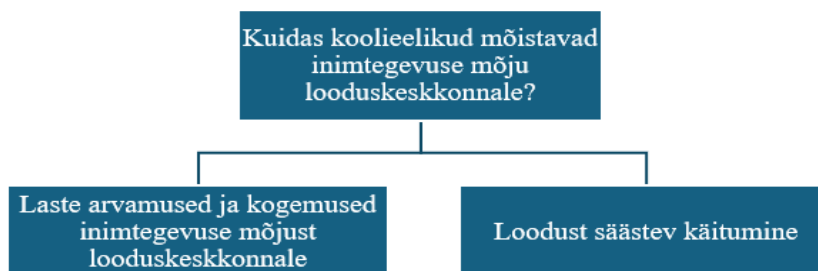 Kuidas koolieelikud mõistavad
inimtegevuse mõju
looduskeskkonnale?
Laste arvamused ja kogemused
inimtegevuse mõjust
looduskeskkonnale
Loodust säästev käitumine